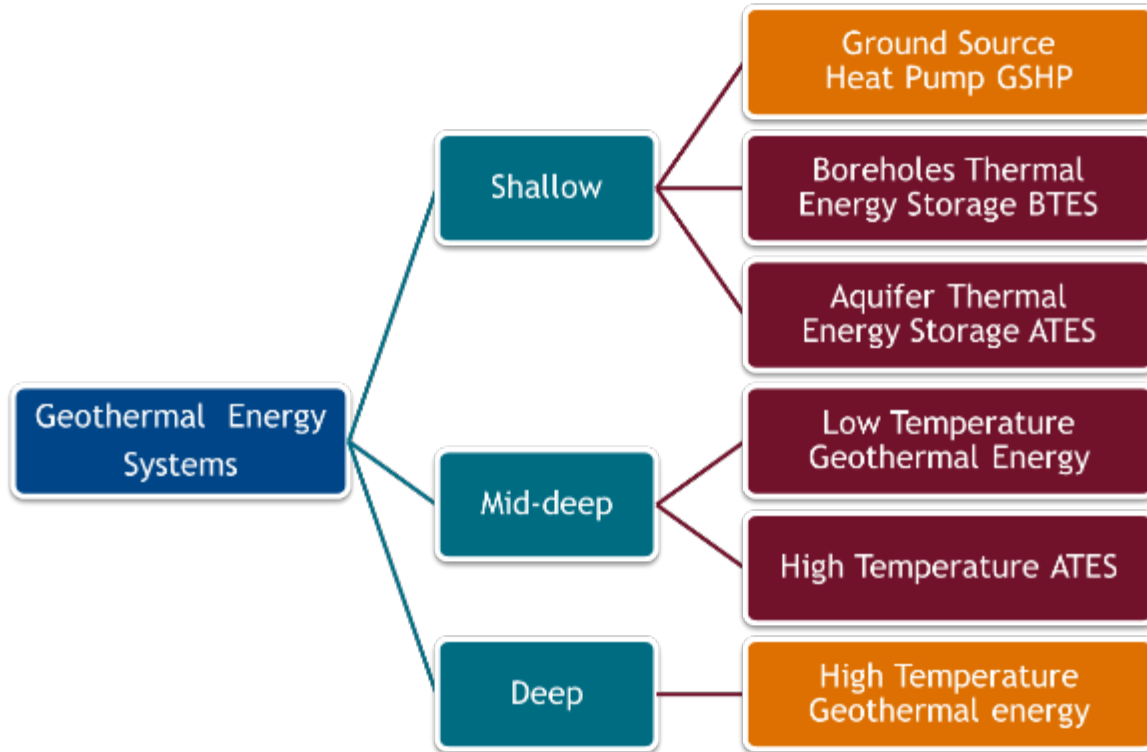 Geothermal Energy
Systems
Shallow
Ground Source
Heat Pump GSHP
Boreholes Thermal
Energy Storage BTES
Aquifer Thermal
Energy Storage ATES
Mid-deep
Low Temperature
Geothermal Energy
High Temperature ATES
Deep
High Temperature
Geothermal energy